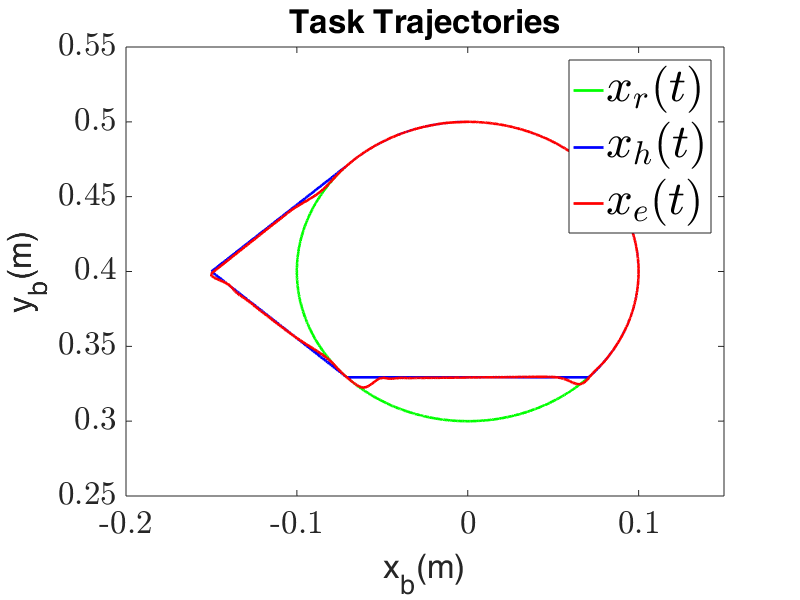 Task Trajectories
0.55
0.5
0.45
0.4
0.35
0.3
0.25
-0.2
-0.1
0
0.1
y_b(m)
x_b(m)
x_r(t)
x_h(t)
x_e(t)